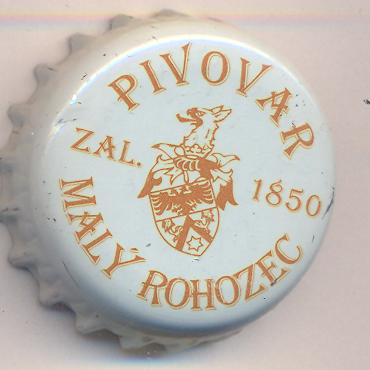 PIVOVAR
ZAL. 1850
MALÝ ROHOZEC